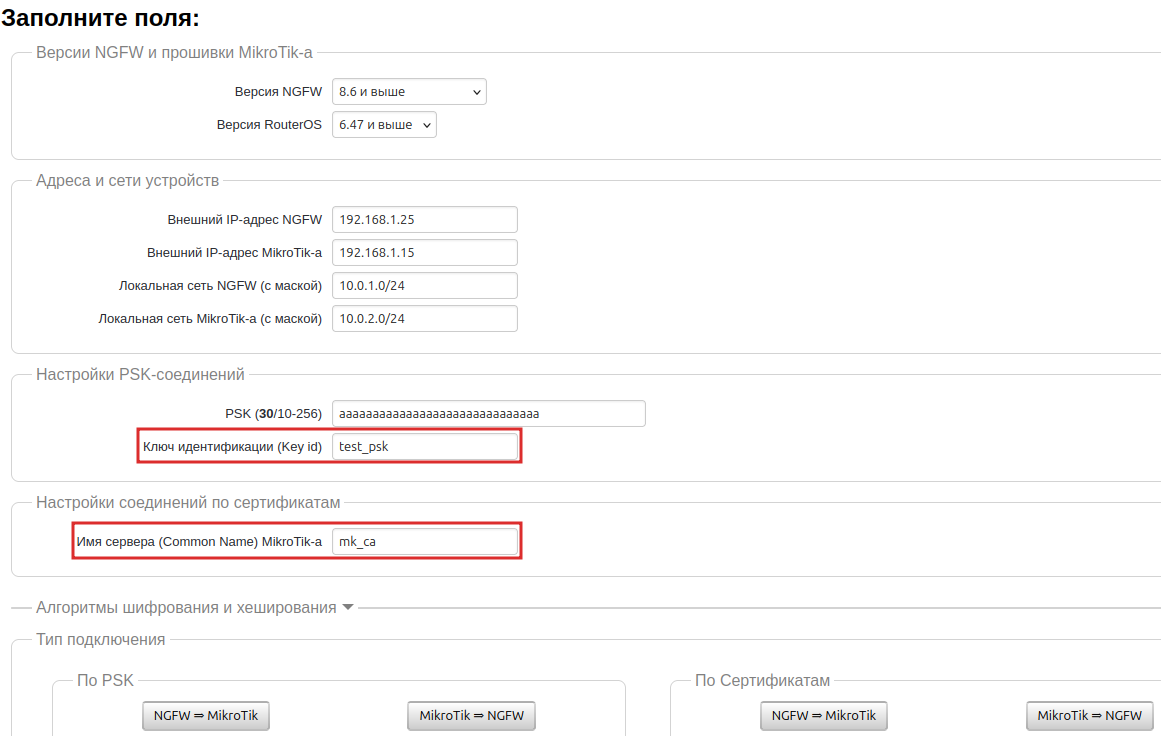 Заполните поля:
Версии NGFW и прошивки MikroTik-а
Версия NGFW 8.6 и выше
Версия RouterOS 6.47 и выше
Адреса и сети устройств
Внешний IP-адрес NGFW 192.168.1.25
Внешний IP-адрес MikroTik-а 192.168.1.15
Локальная сеть NGFW (с маской) 10.0.1.0/24
Локальная сеть MikroTik-а (с маской) 10.0.2.0/24
Настройки PSK-соединений
PSK (30/10-256) aaaaaaaaaaaaaaaaaaaaaaaaaaaaaa
Ключ идентификации (Key id) test_psk
Настройки соединений по сертификатам
Имя сервера (Common Name) MikroTik-а mk_ca
Алгоритмы шифрования и хеширования
Тип подключения
По PSK По Сертификатам
NGFW ⇒ MikroTik MikroTik ⇒ NGFW NGFW ⇒ MikroTik MikroTik ⇒ NGFW